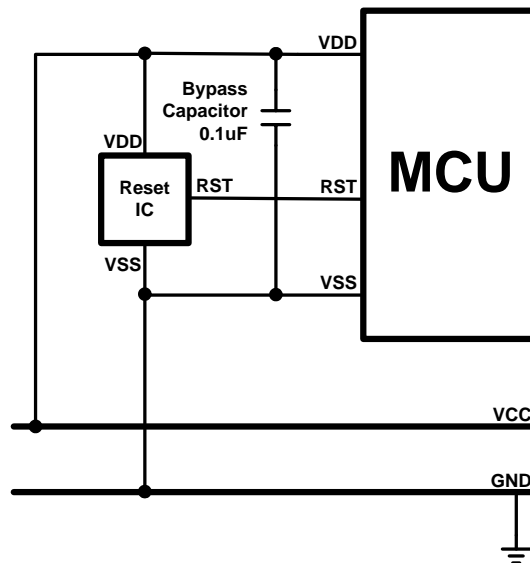 VDD
Bypass
Capacitor
0.1uF
VDD
Reset
IC
RST
RST
MCU
VSS
VSS
VCC
GND